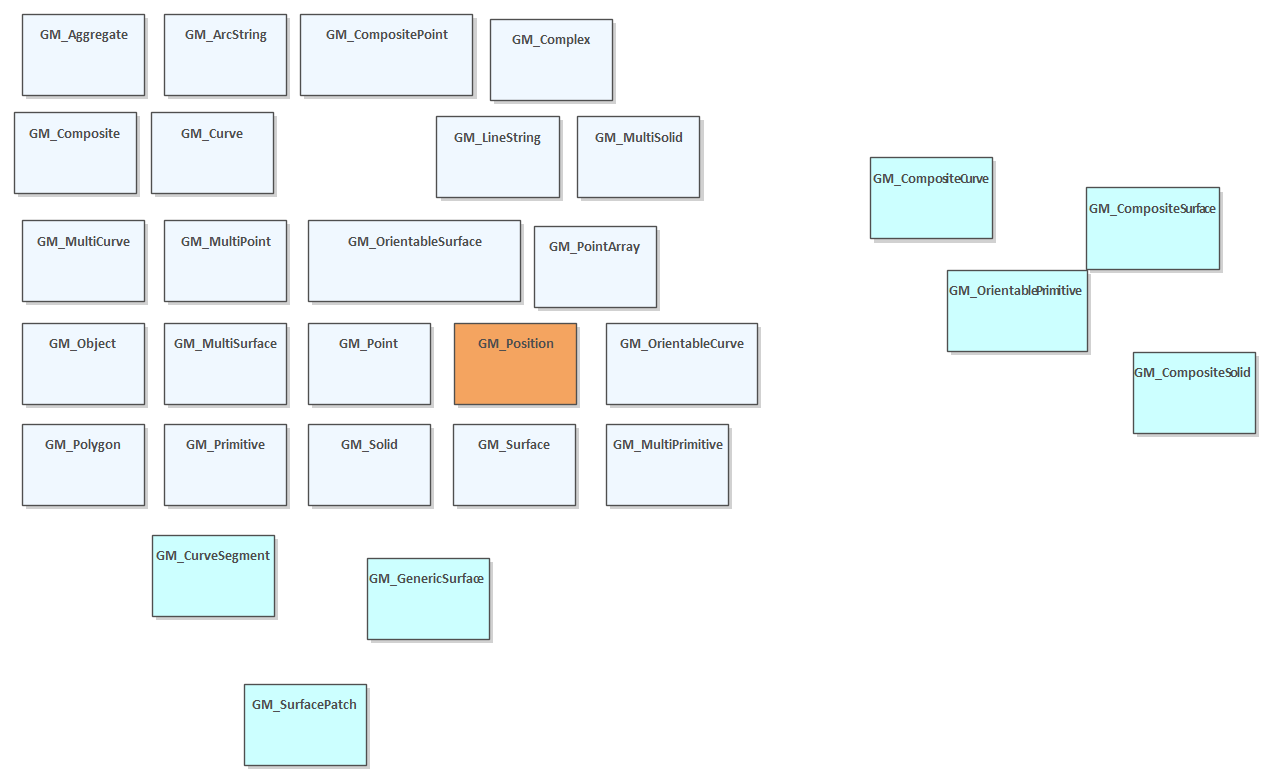 GM_Aggregate
GM_ArcString
GM_CompositePoint
GM_Complex
GM_Composite
GM_Curve
GM_LineString
GM_MultiSolid
GM_CompositeCurve
GM_CompositeSurface
GM_MultiCurve
GM_MultiPoint
GM_OrientableSurface
GM_PointArray
GM_OrientablePrimitive
GM_Object
GM_MultiSurface
GM_Point
GM_Position
GM_OrientableCurve
GM_CompositeSolid
GM_Polygon
GM_Primitive
GM_Solid
GM_Surface
GM_MultiPrimitive
GM_CurveSegment
GM_GenericSurface
GM_SurfacePatch